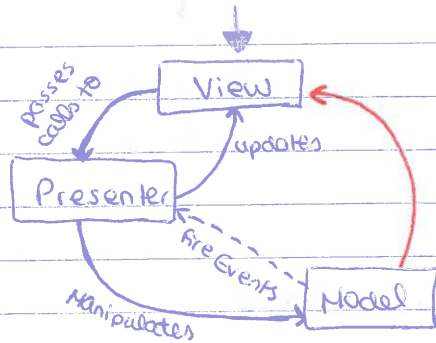 View
passes
calls to
updates
Presenter
fire Events
Model
Manipulates